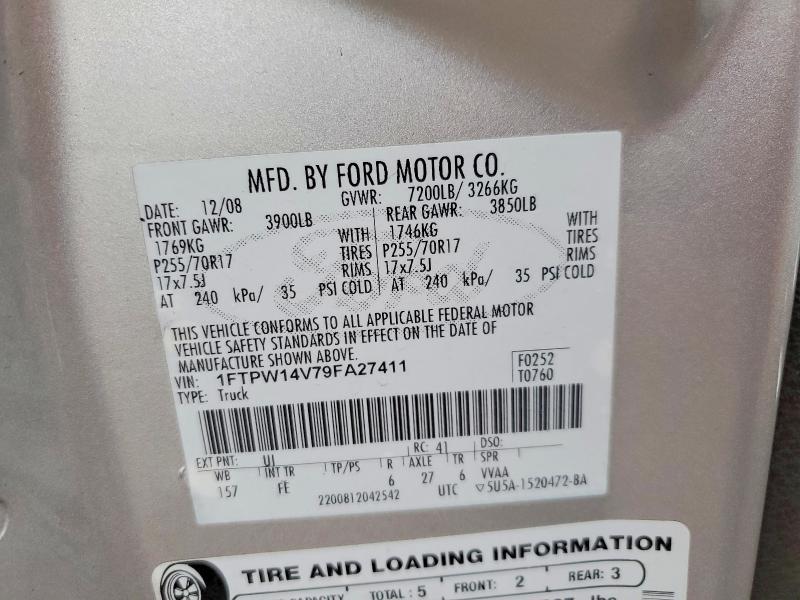 MFD. BY FORD MOTOR CO.
DATE: 12/08 GVWR: 7200LB/ 3266KG
FRONT GAWR: 3900LB REAR GAWR: 3850LB
1769KG WITH 1746KG WITH
P255/70R17 TIRES P255/70R17 TIRES
17x7.5J RIMS 17x7.5J RIMS
AT 240 kPa/ 35 PSI COLD AT 240 kPa/ 35 PSI COLD
Ford
THIS VEHICLE CONFORMS TO ALL APPLICABLE FEDERAL MOTOR
VEHICLE SAFETY STANDARDS IN EFFECT ON THE DATE OF
MANUFACTURE SHOWN ABOVE.
VIN: 1FTPW14V79FA27411 F0252
TYPE: Truck T0760
EXT PNT: UJ RC: 41 DSO:
WB INT TR TP/PS R AXLE TR SPR
157 FE 6 27 6 VVAA
2200812042542 UTC ▽5U5A-1520472-BA
TIRE AND LOADING INFORMATION
CAPACITY TOTAL : 5 FRONT: 2 REAR: 3